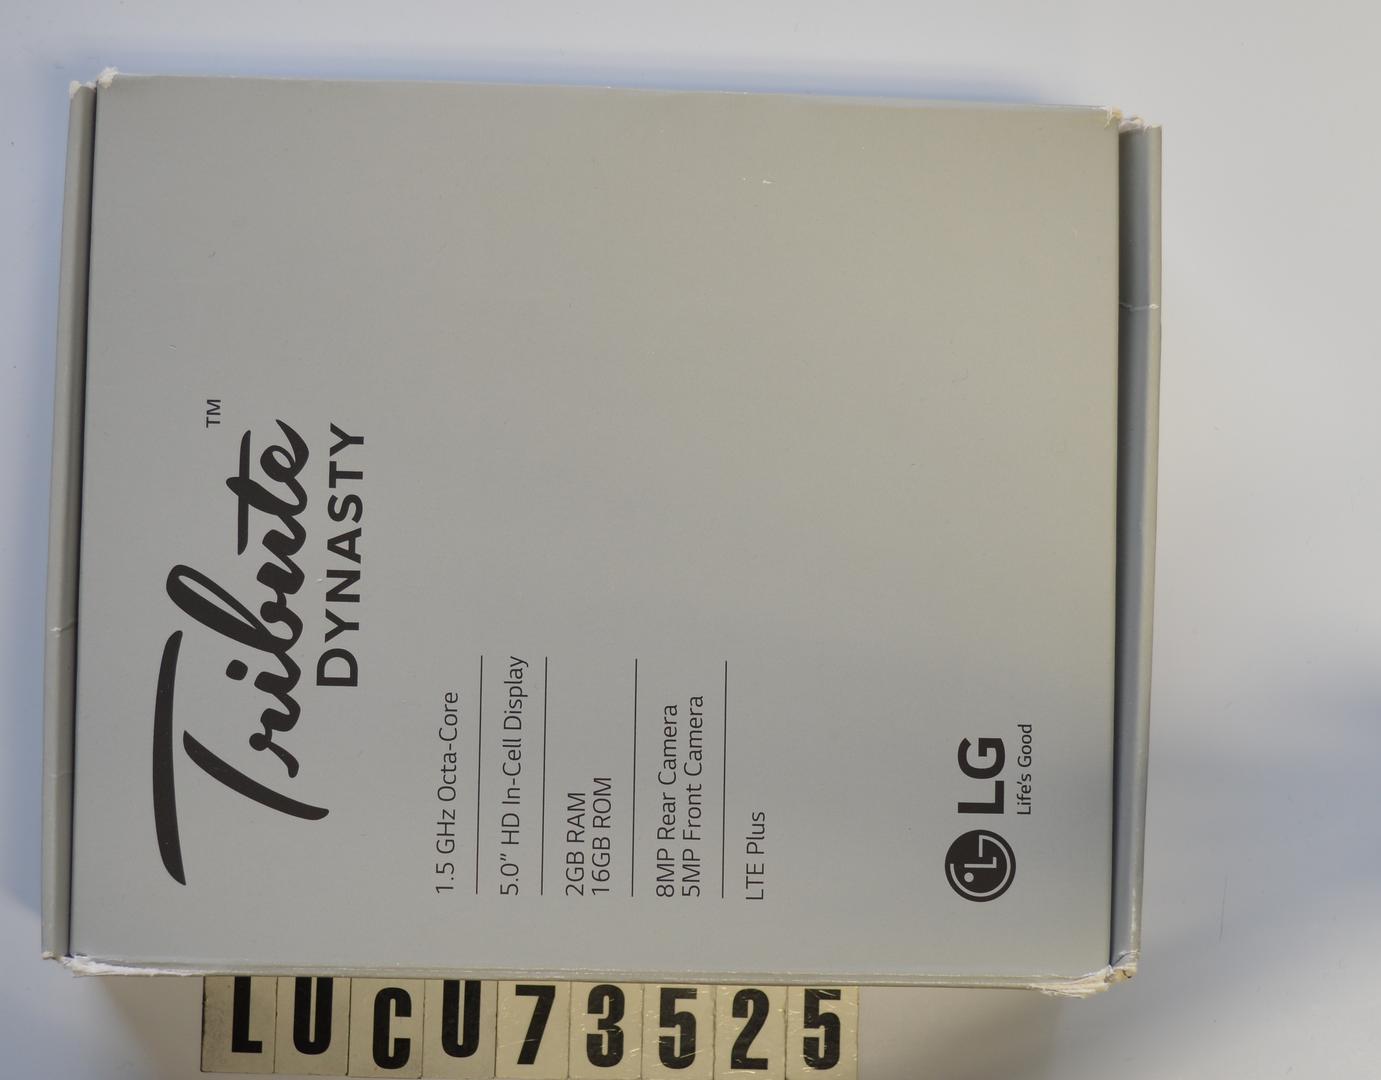 Tribute™
DYNASTY
1.5 GHz Octa-Core
5.0" HD In-Cell Display
2GB RAM
16GB ROM
8MP Rear Camera
5MP Front Camera
LTE Plus
LG
Life's Good
LUCU73525